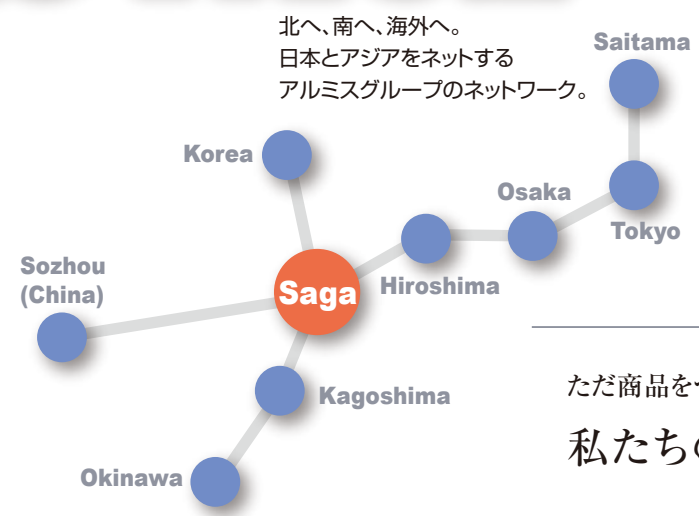 北へ、南へ、海外へ。
日本とアジアをネットする
アルミスグループのネットワーク。
Saitama
Korea
Osaka
Tokyo
Sozhou
(China)
Saga
Hiroshima
Kagoshima
Okinawa
ただ商品を
私たち